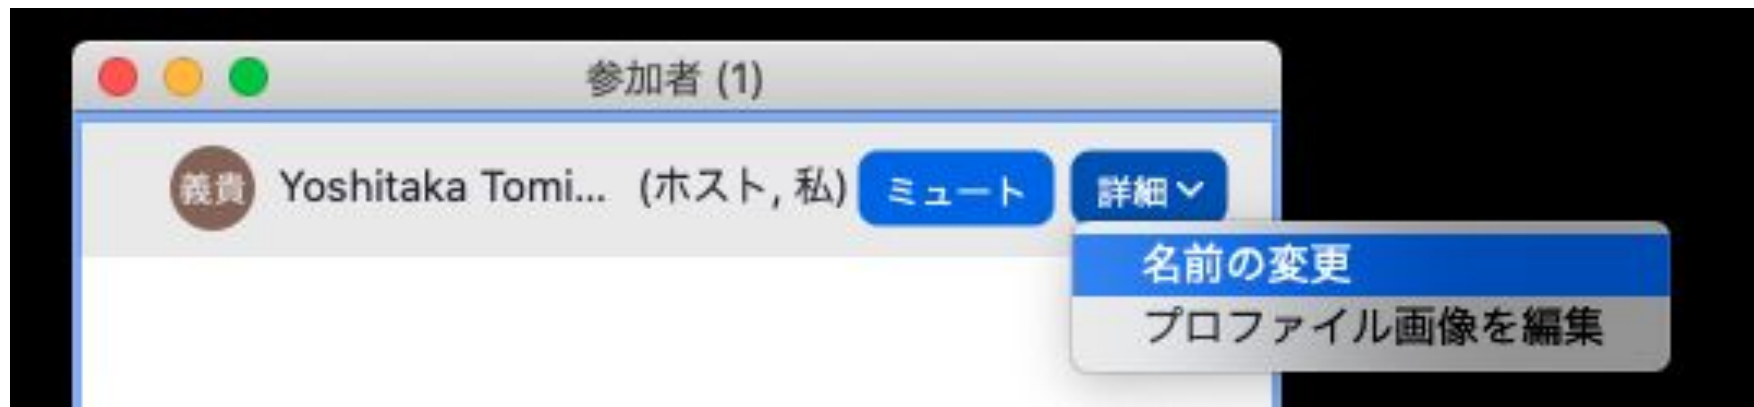 参加者 (1)
義貴 Yoshitaka Tomi... (ホスト, 私) ミュート 詳細
名前の変更
プロファイル画像を編集